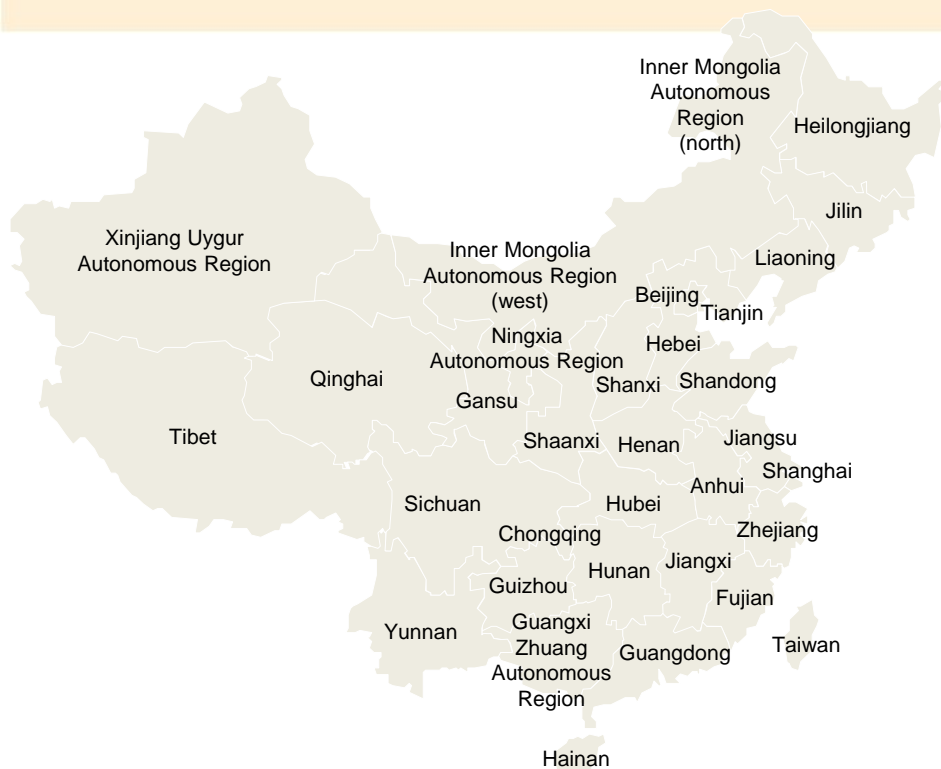 Inner Mongolia
Autonomous
Region
(north)
Heilongjiang
Jilin
Xinjiang Uygur
Autonomous Region
Inner Mongolia
Autonomous Region
(west)
Liaoning
Beijing
Tianjin
Ningxia
Autonomous Region
Hebei
Qinghai
Shanxi
Shandong
Gansu
Tibet
Shaanxi
Henan
Jiangsu
Shanghai
Anhui
Sichuan
Hubei
Chongqing
Zhejiang
Jiangxi
Hunan
Guizhou
Fujian
Yunnan
Guangxi
Zhuang
Autonomous
Region
Guangdong
Taiwan
Hainan